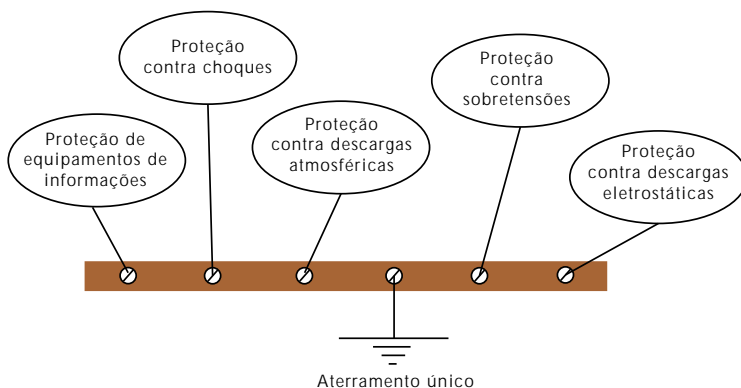 Proteção de
equipamentos de
informações
Proteção
contra choques
Proteção
contra descargas
atmosféricas
Proteção
contra
sobretensões
Proteção
contra descargas
eletrostáticas
Aterramento único